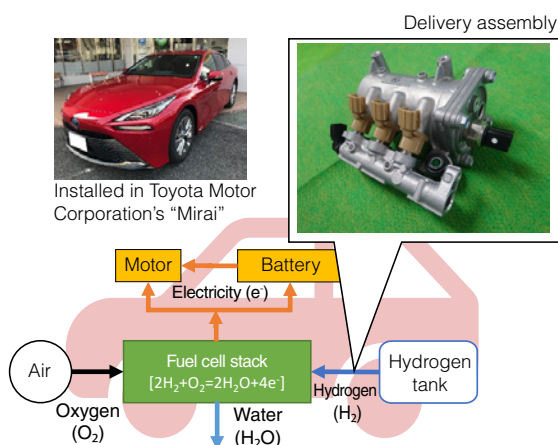 Delivery assembly
Installed in Toyota Motor
Corporation's "Mirai"
Motor
Battery
Electricity (e⁻)
Air
Fuel cell stack
[2H₂+O₂=2H₂O+4e⁻]
Hydrogen
tank
Hydrogen
(H₂)
Oxygen
(O₂)
Water
(H₂O)